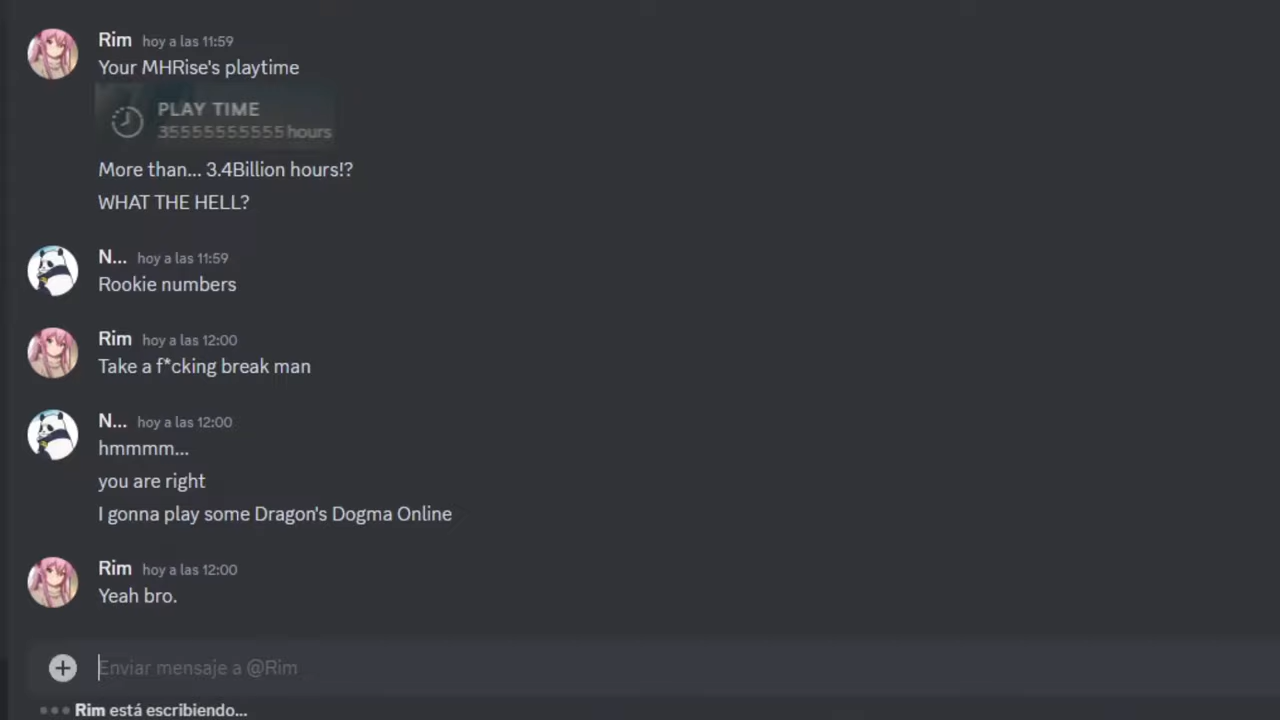 Rim hoy a las 11:59
Your MHRise's playtime
PLAY TIME
35555555555 hours
More than... 3.4Billion hours!?
WHAT THE HELL?
N... hoy a las 11:59
Rookie numbers
Rim hoy a las 12:00
Take a f*cking break man
N... hoy a las 12:00
hmmmm...
you are right
I gonna play some Dragon's Dogma Online
Rim hoy a las 12:00
Yeah bro.
Enviar mensaje a @Rim
Rim está escribiendo...